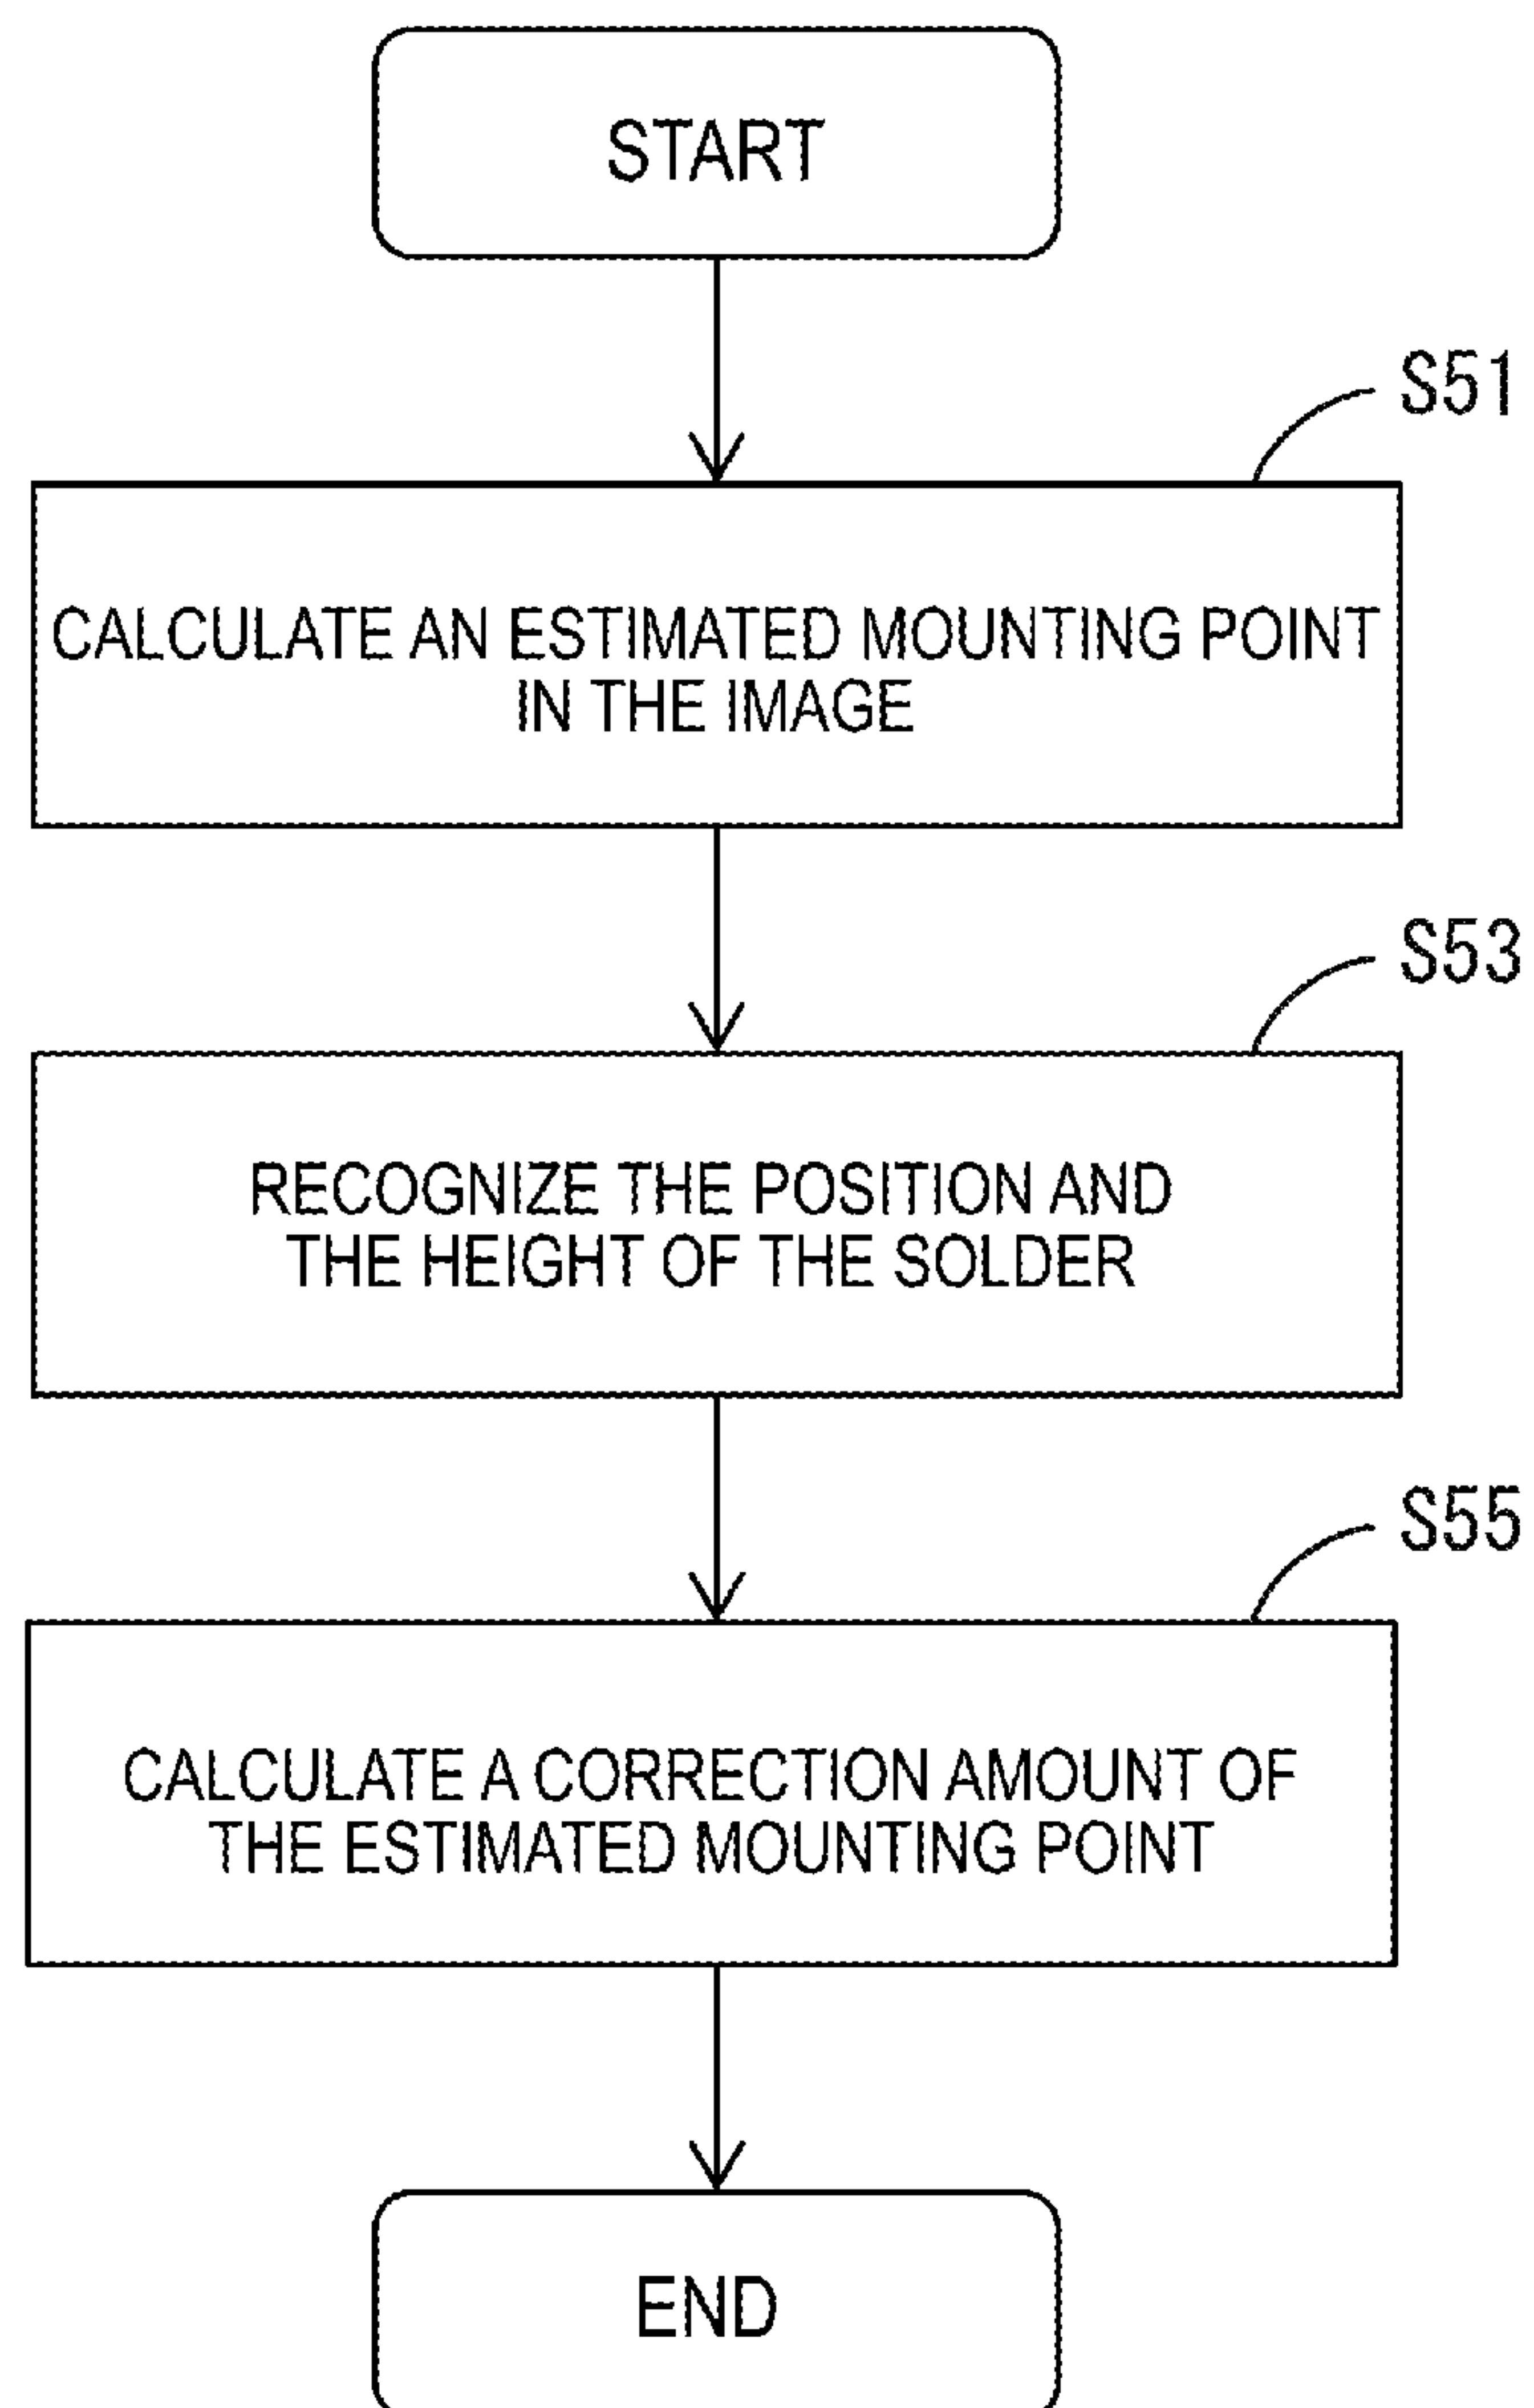 START
S51
CALCULATE AN ESTIMATED MOUNTING POINT
IN THE IMAGE
S53
RECOGNIZE THE POSITION AND
THE HEIGHT OF THE SOLDER
S55
CALCULATE A CORRECTION AMOUNT OF
THE ESTIMATED MOUNTING POINT
END